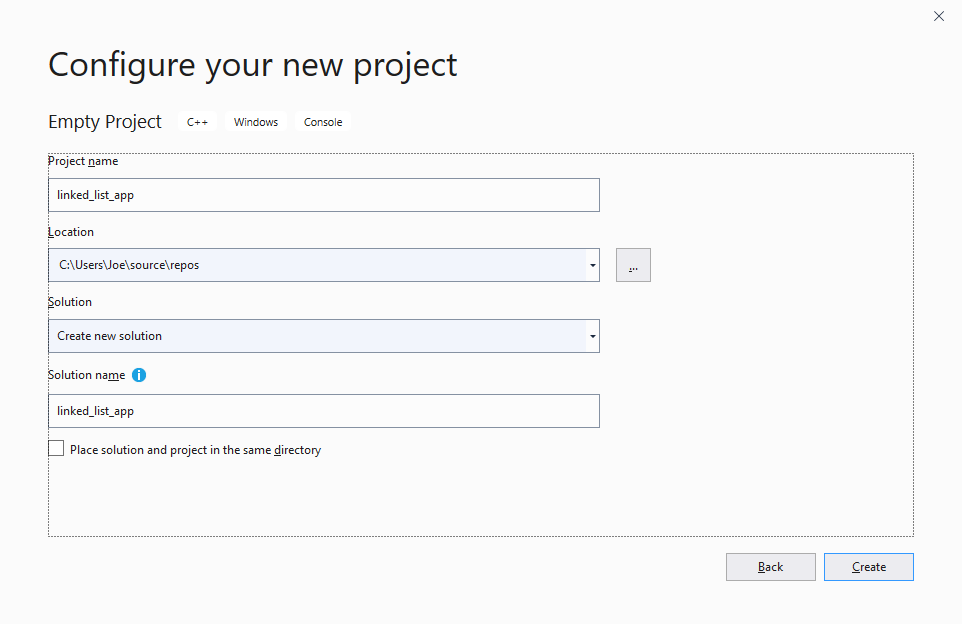 Configure your new project
Empty Project C++ Windows Console
Project name
linked_list_app
Location
C:\Users\Joe\source\repos
...
Solution
Create new solution
Solution name
linked_list_app
Place solution and project in the same directory
Back Create